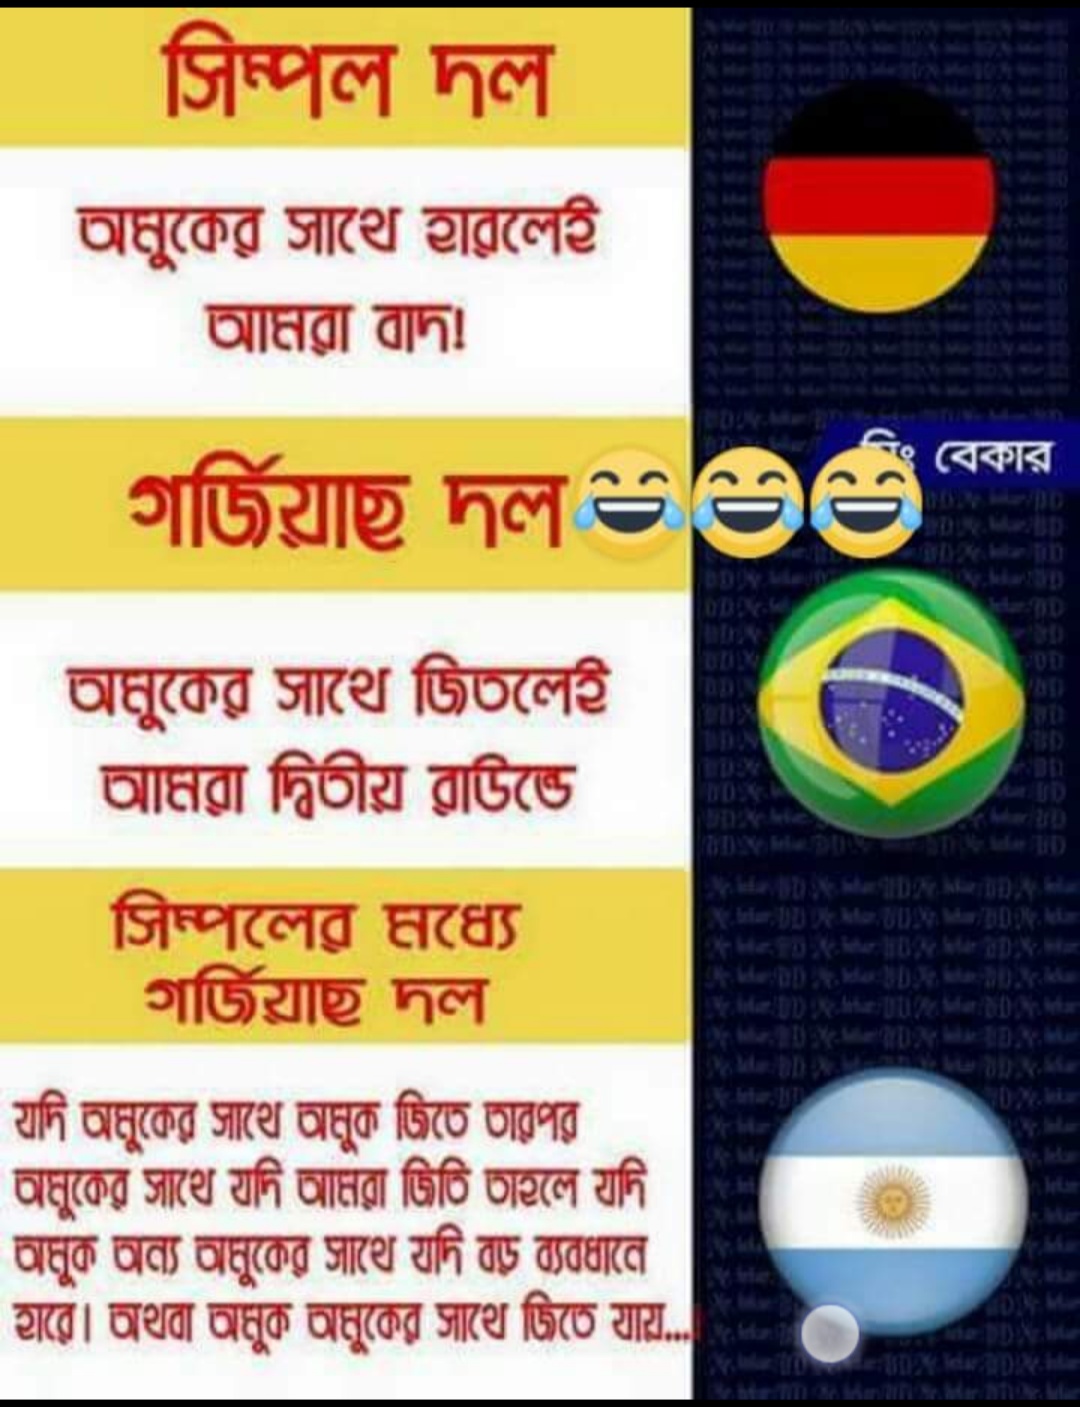 সিম্পল দল
অমুকের সাথে হারলেই
আমরা বাদ!
মিঃ বেকার
গর্জিয়াছ দল😂😂😂
অমুকের সাথে জিতলেই
আমরা দ্বিতীয় রাউন্ডে
সিম্পলের মধ্যে
গর্জিয়াছ দল
যদি অমুকের সাথে অমুক জিতে তারপর
অমুকের সাথে যদি আমরা জিতি তাহলে যদি
অমুক অন্য অমুকের সাথে যদি বড় ব্যবধানে
হারে। অথবা অমুক অমুকের সাথে জিতে যায়...!